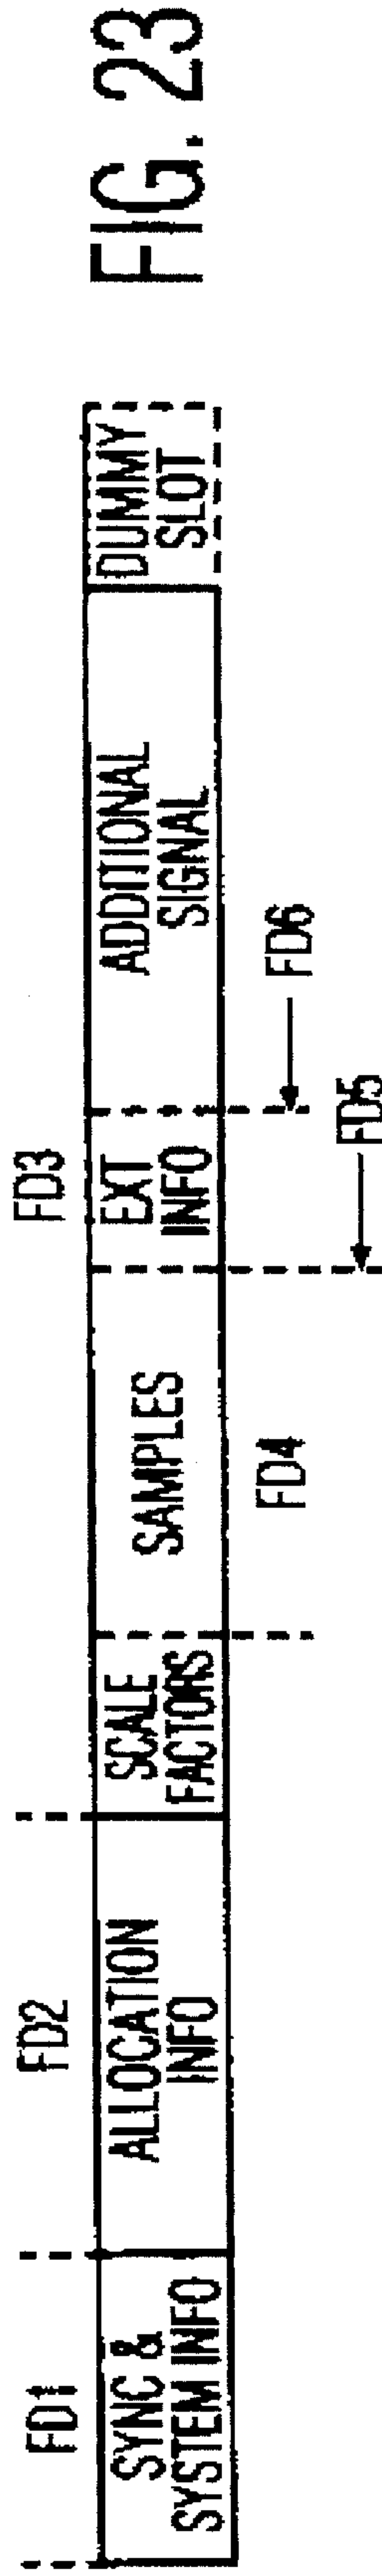 FIG. 23
FD1
FD2
FD3
SYNC &
SYSTEM INFO
ALLOCATION
INFO
SCALE
FACTORS
SAMPLES
EXT
INFO
ADDITIONAL
SIGNAL
DUMMY
SLOT
FD4
FD6
FD5